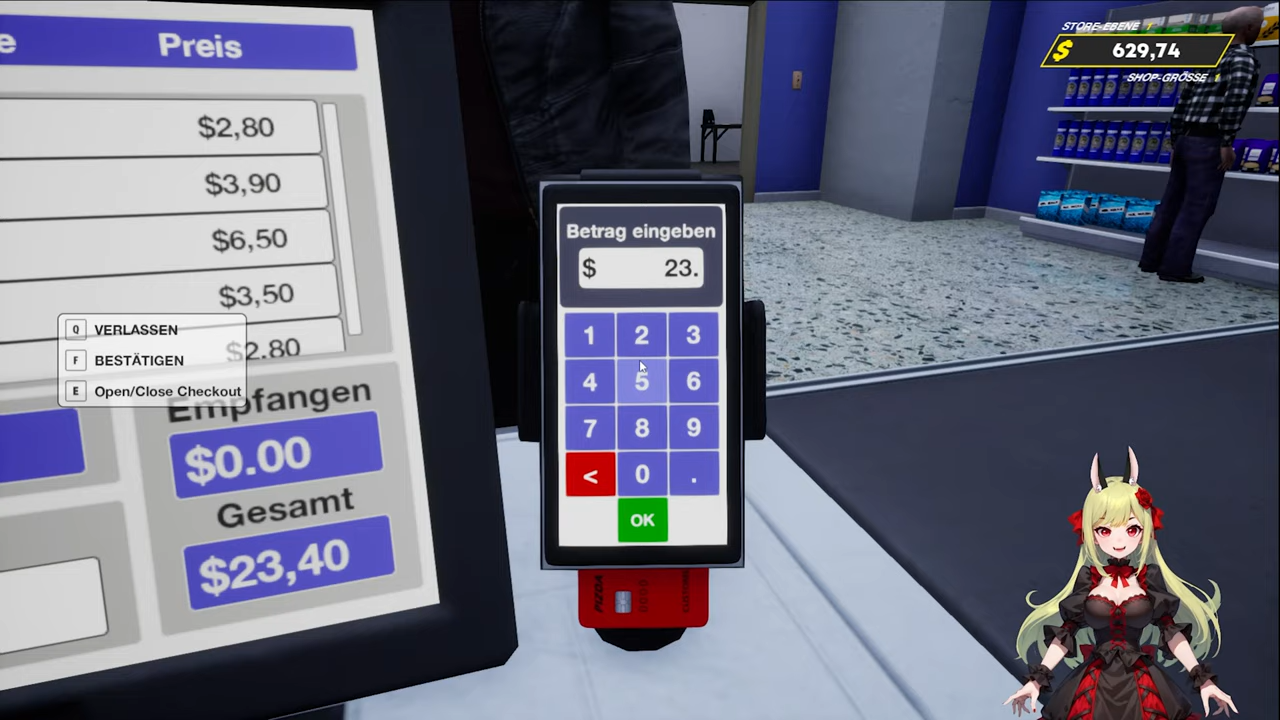 e Preis
$2,80
$3,90
$6,50
$3,50
$2.80
Q VERLASSEN
F BESTÄTIGEN
E Open/Close Checkout
Empfangen
$0.00
Gesamt
$23,40
Betrag eingeben
$ 23.
1 2 3
4 5 6
7 8 9
< 0 .
OK
STORE-EBENE 1
$ 629,74
SHOP-GRÖSSE 1